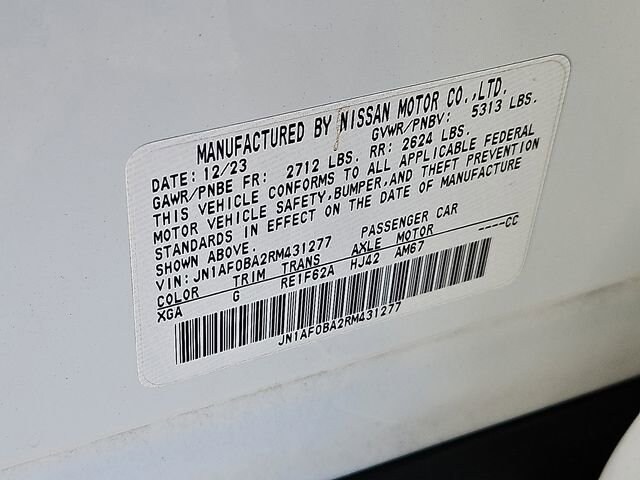 MANUFACTURED BY NISSAN MOTOR CO.,LTD.
DATE: 12/23 GVWR/PNBV: 5313 LBS.
GAWR/PNBE FR: 2712 LBS. RR: 2624 LBS.
THIS VEHICLE CONFORMS TO ALL APPLICABLE FEDERAL
MOTOR VEHICLE SAFETY,BUMPER,AND THEFT PREVENTION
STANDARDS IN EFFECT ON THE DATE OF MANUFACTURE
SHOWN ABOVE.
VIN:JN1AF0BA2RM431277 PASSENGER CAR
COLOR TRIM TRANS AXLE MOTOR ----CC
XGA G RE1F62A HJ42 AM67
JN1AF0BA2RM431277